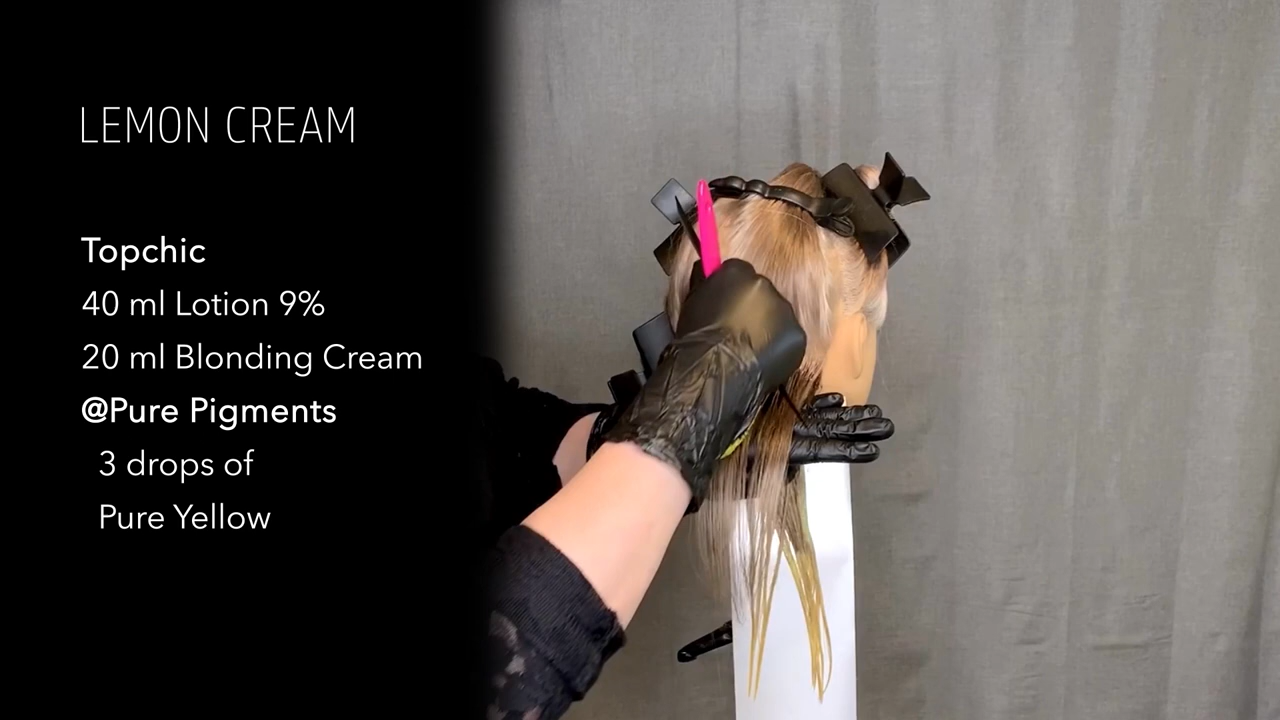 LEMON CREAM
Topchic
40 ml Lotion 9%
20 ml Blonding Cream
@Pure Pigments
3 drops of
Pure Yellow